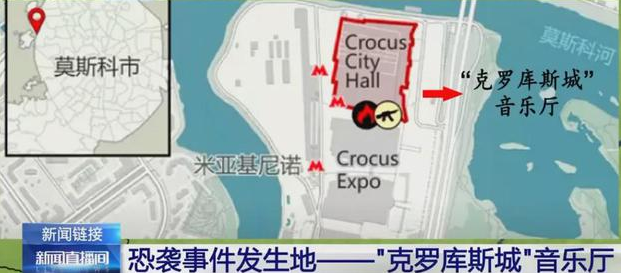 莫斯科市
Crocus
City
Hall
“克罗库斯城”
音乐厅
莫斯科河
米亚基尼诺
Crocus
Expo
新闻链接
新闻直播间
恐袭事件发生地——"克罗库斯城"音乐厅